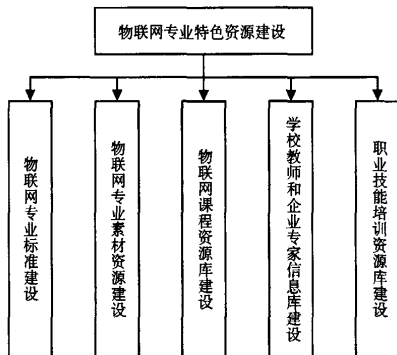 物联网专业特色资源建设
物联网专业标准建设
物联网专业素材资源建设
物联网课程资源库建设
学校教师和企业专家信息库建设
职业技能培训资源库建设